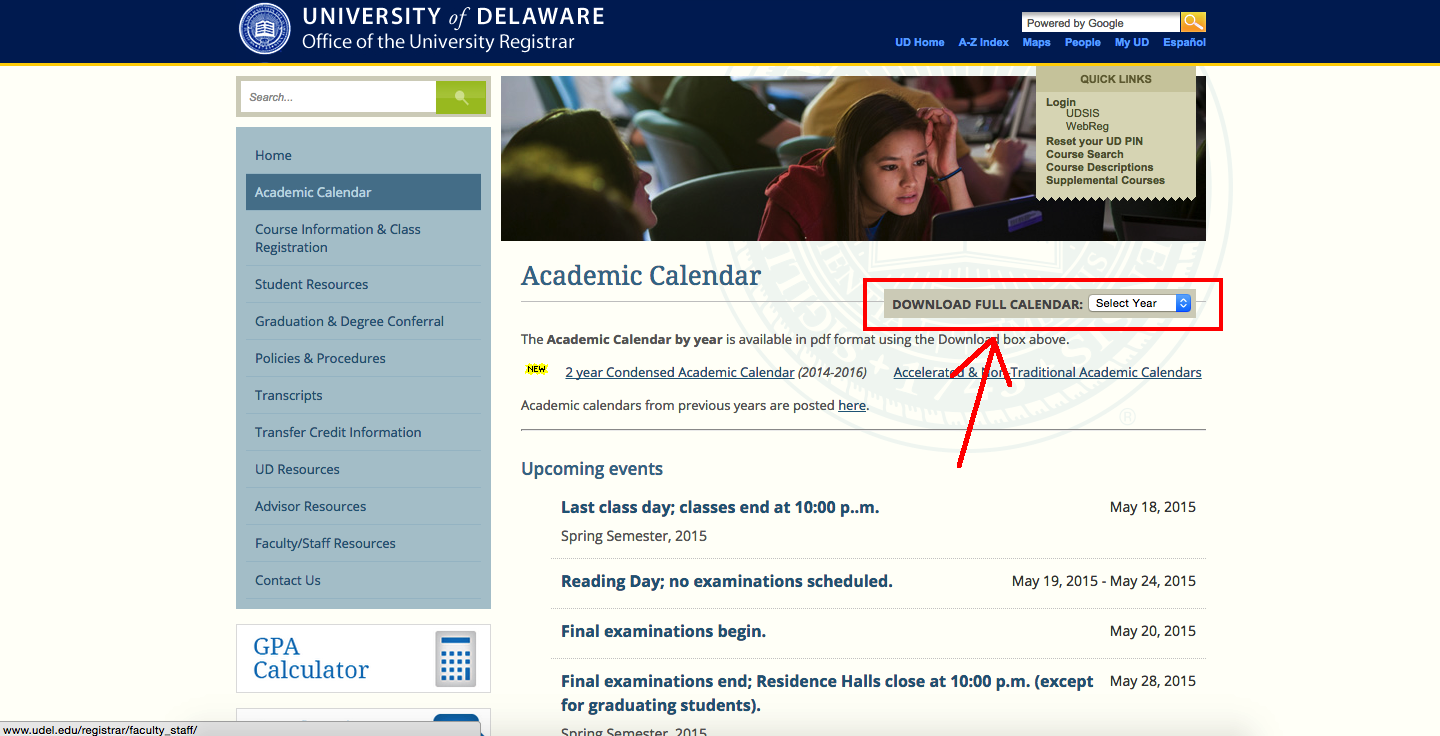 UNIVERSITY of DELAWARE
Office of the University Registrar
Powered by Google
UD Home A-Z Index Maps People My UD Español
Search...
QUICK LINKS
Login
UDSIS
WebReg
Reset your UD PIN
Course Search
Course Descriptions
Supplemental Courses
Home
Academic Calendar
Course Information & Class
Registration
Student Resources
Graduation & Degree Conferral
Policies & Procedures
Transcripts
Transfer Credit Information
UD Resources
Advisor Resources
Faculty/Staff Resources
Contact Us
GPA
Calculator
Academic Calendar
DOWNLOAD FULL CALENDAR: Select Year
The Academic Calendar by year is available in pdf format using the Download box above.
NEW 2 year Condensed Academic Calendar (2014-2016) Accelerated & Non-Traditional Academic Calendars
Academic calendars from previous years are posted here.
Upcoming events
Last class day; classes end at 10:00 p..m. May 18, 2015
Spring Semester, 2015
Reading Day; no examinations scheduled. May 19, 2015 - May 24, 2015
Final examinations begin. May 20, 2015
Final examinations end; Residence Halls close at 10:00 p.m. (except May 28, 2015
for graduating students).
Spring Semester, 2015
www.udel.edu/registrar/faculty_staff/